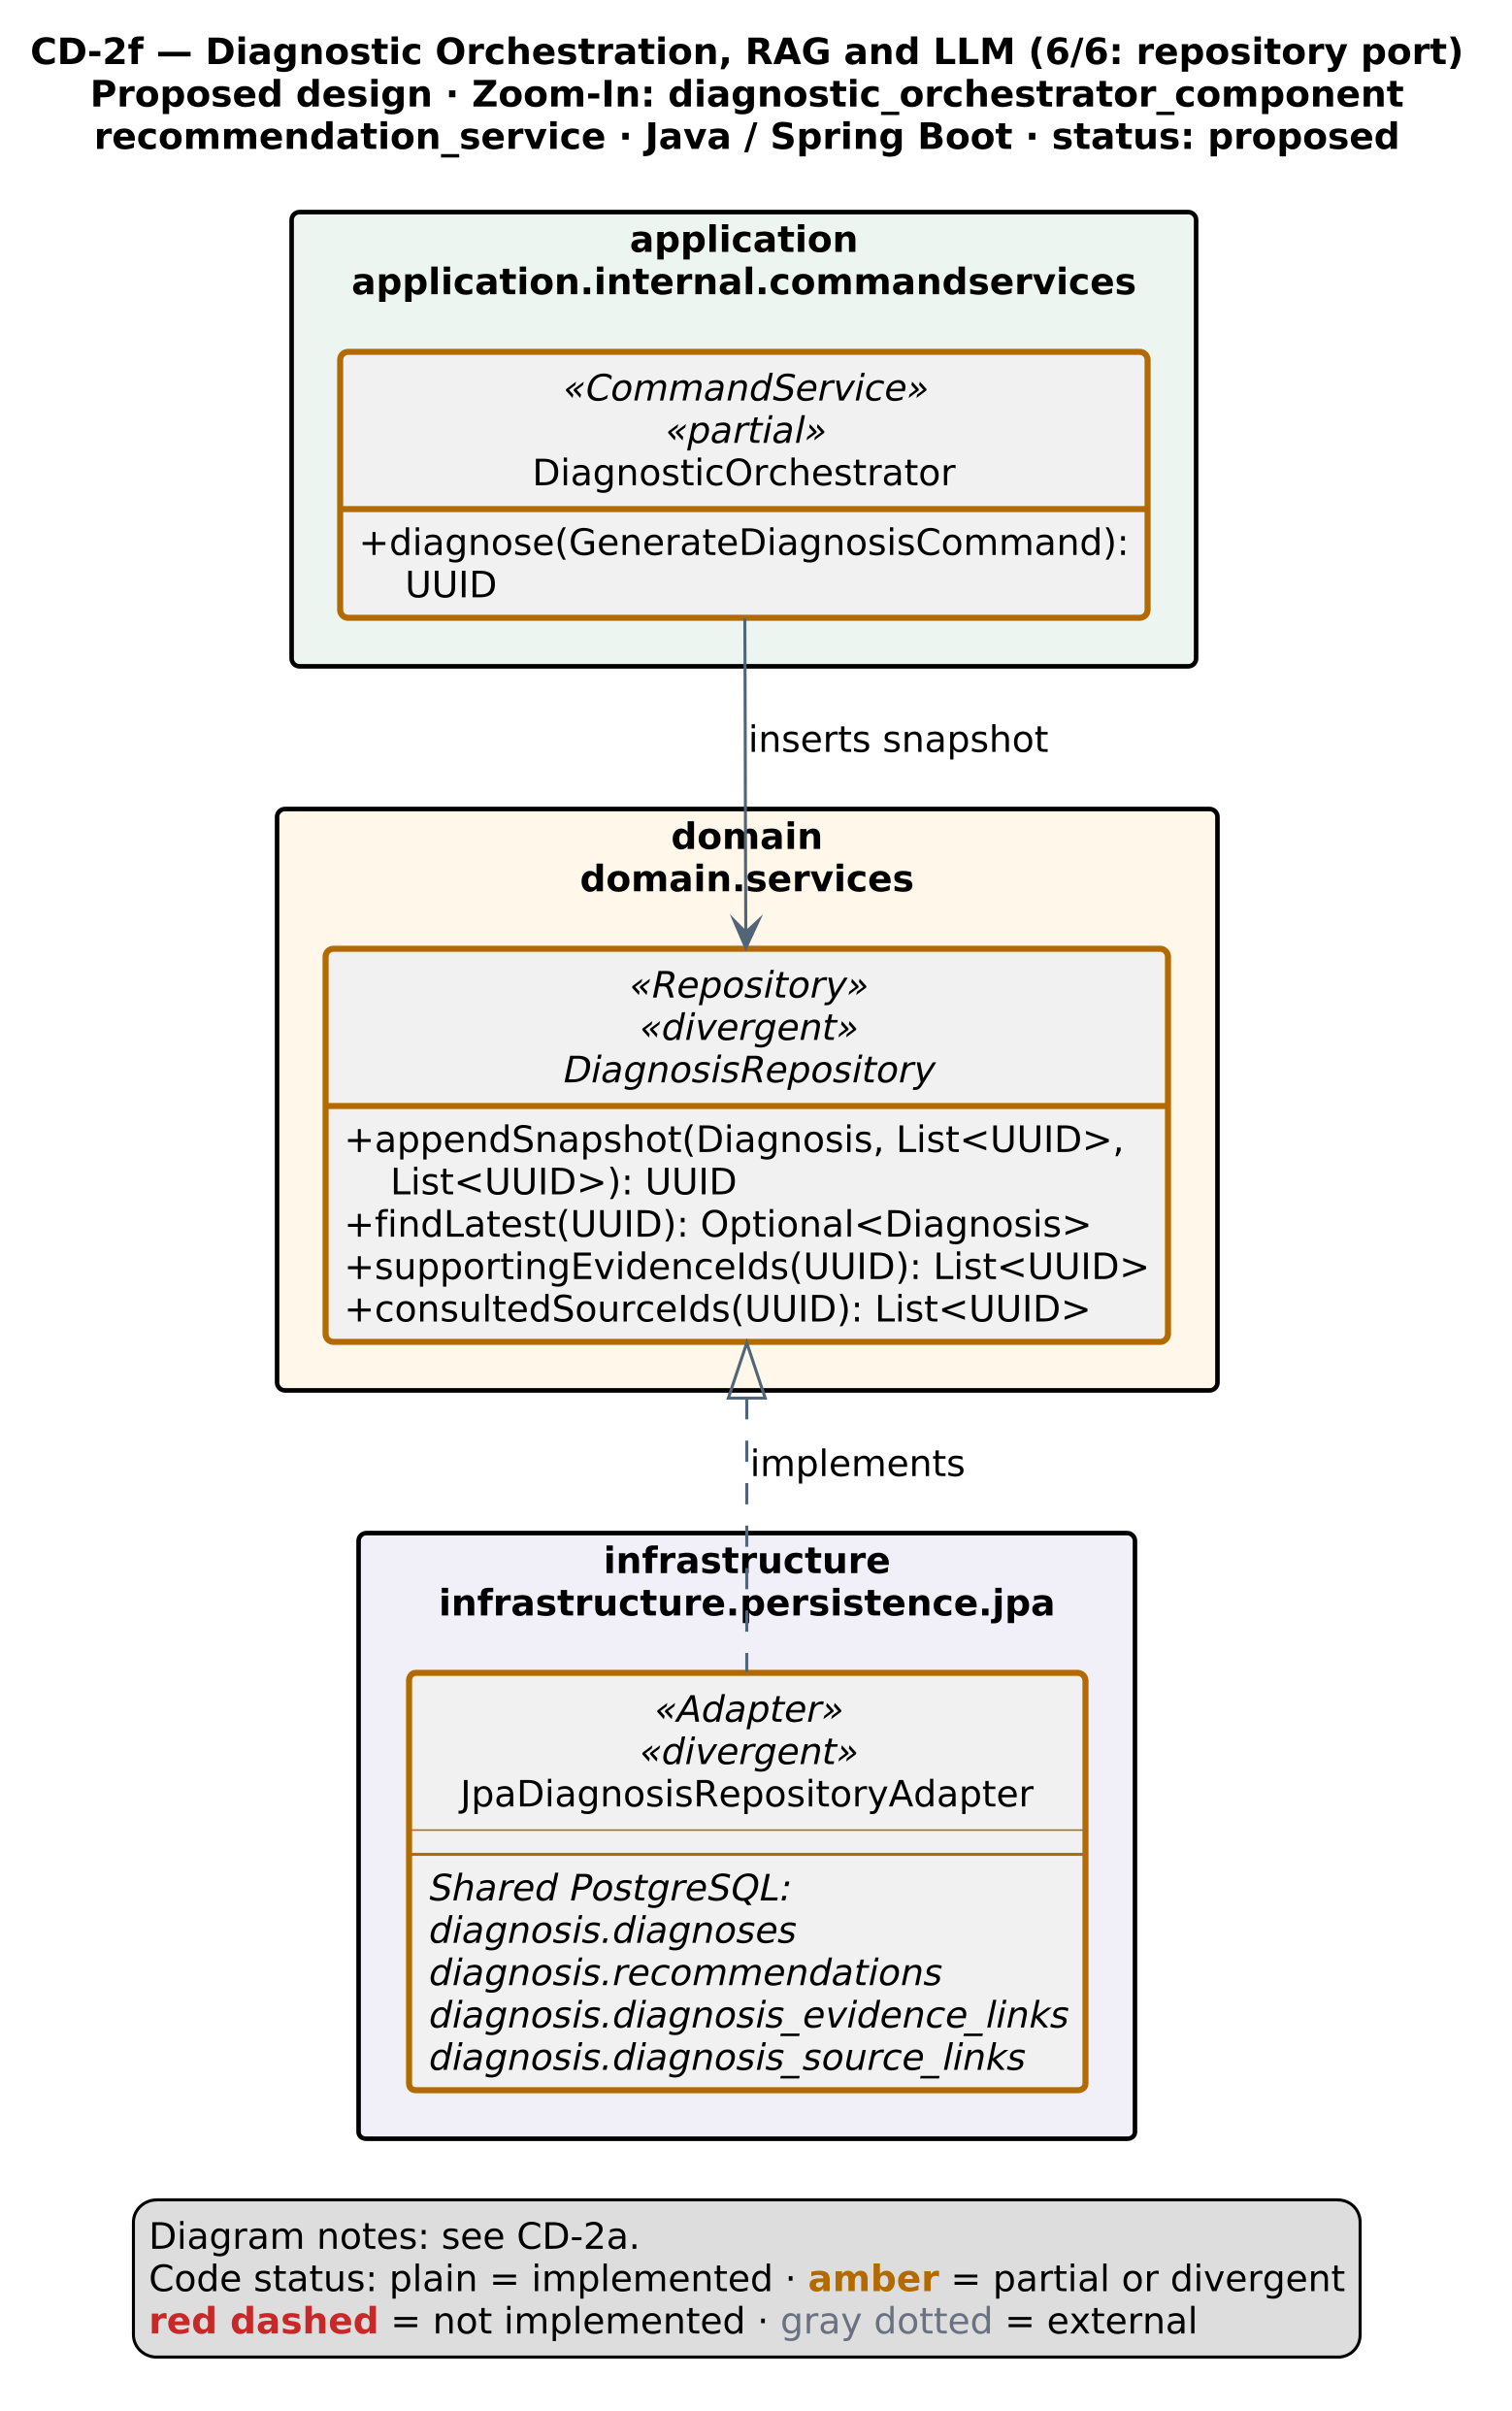 CD-2f — Diagnostic Orchestration, RAG and LLM (6/6: repository port)
Proposed design · Zoom-In: diagnostic_orchestrator_component
recommendation_service · Java / Spring Boot · status: proposed
application
application.internal.commandservices
«CommandService»
«partial»
DiagnosticOrchestrator
+diagnose(GenerateDiagnosisCommand):
UUID
inserts snapshot
domain
domain.services
«Repository»
«divergent»
DiagnosisRepository
+appendSnapshot(Diagnosis, List<UUID>,
List<UUID>): UUID
+findLatest(UUID): Optional<Diagnosis>
+supportingEvidenceIds(UUID): List<UUID>
+consultedSourceIds(UUID): List<UUID>
implements
infrastructure
infrastructure.persistence.jpa
«Adapter»
«divergent»
JpaDiagnosisRepositoryAdapter
Shared PostgreSQL:
diagnosis.diagnoses
diagnosis.recommendations
diagnosis.diagnosis_evidence_links
diagnosis.diagnosis_source_links
Diagram notes: see CD-2a.
Code status: plain = implemented · amber = partial or divergent
red dashed = not implemented · gray dotted = external